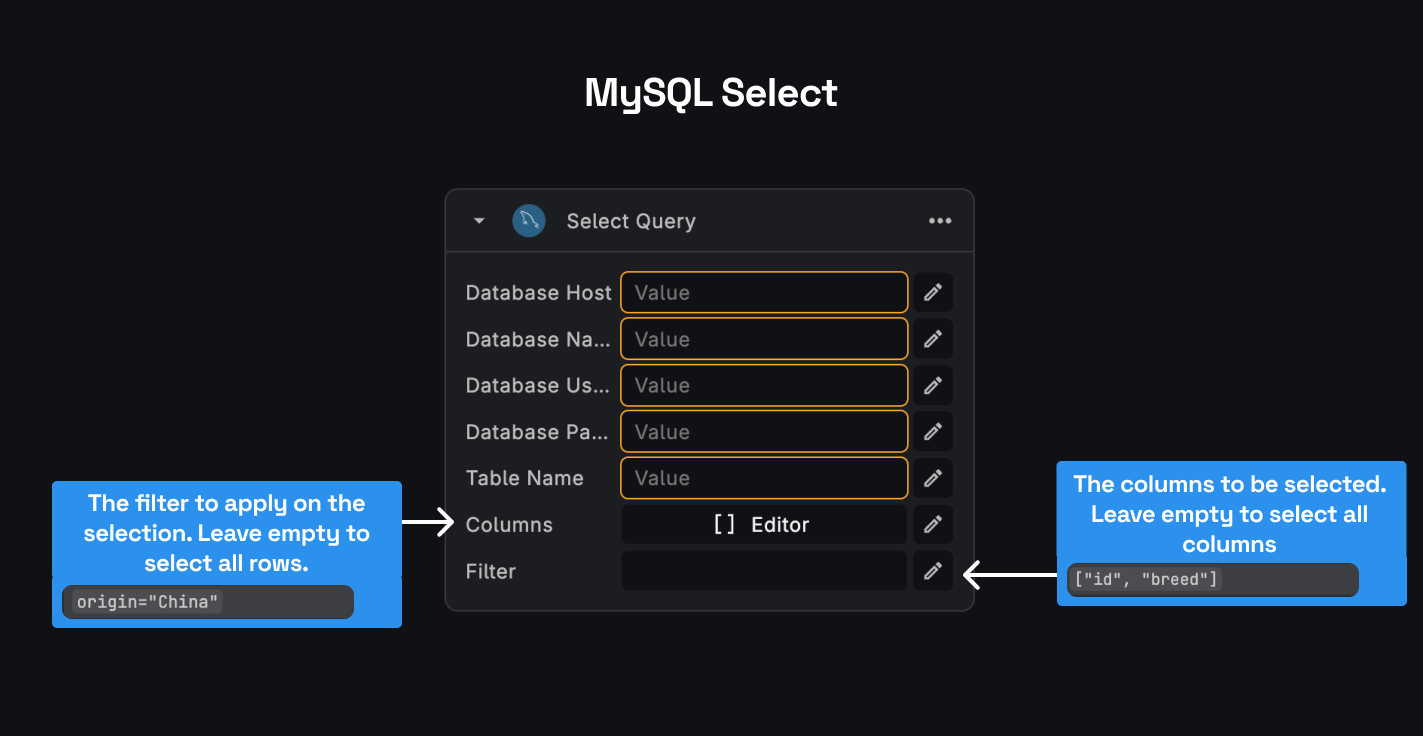 MySQL Select
Select Query
Database Host Value
Database Na... Value
Database Us... Value
Database Pa... Value
Table Name Value
Columns [] Editor
Filter
The filter to apply on the
selection. Leave empty to
select all rows.
origin="China"
The columns to be selected.
Leave empty to select all
columns
["id", "breed"]